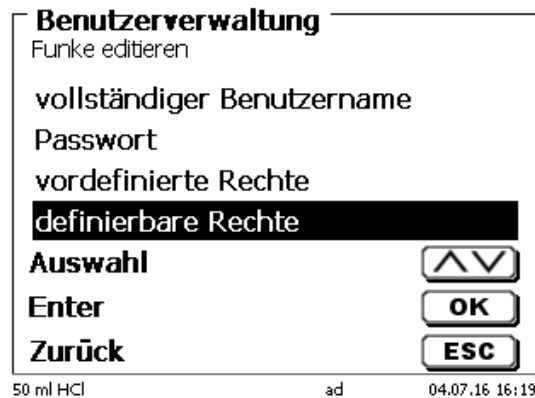 Benutzerverwaltung
Funke editieren
vollständiger Benutzername
Passwort
vordefinierte Rechte
definierbare Rechte
Auswahl
Enter OK
Zurück ESC
50 ml HCl ad 04.07.16 16:19